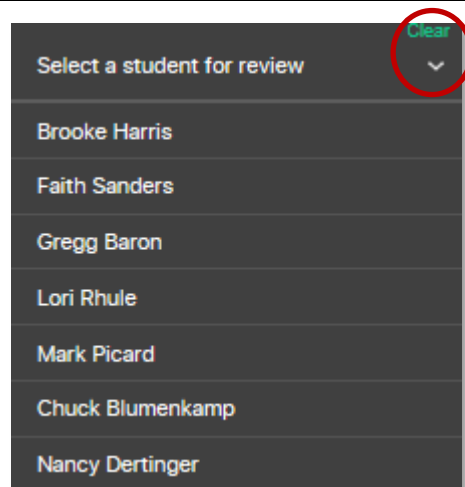 Clear
Select a student for review
Brooke Harris
Faith Sanders
Gregg Baron
Lori Rhule
Mark Picard
Chuck Blumenkamp
Nancy Dertinger